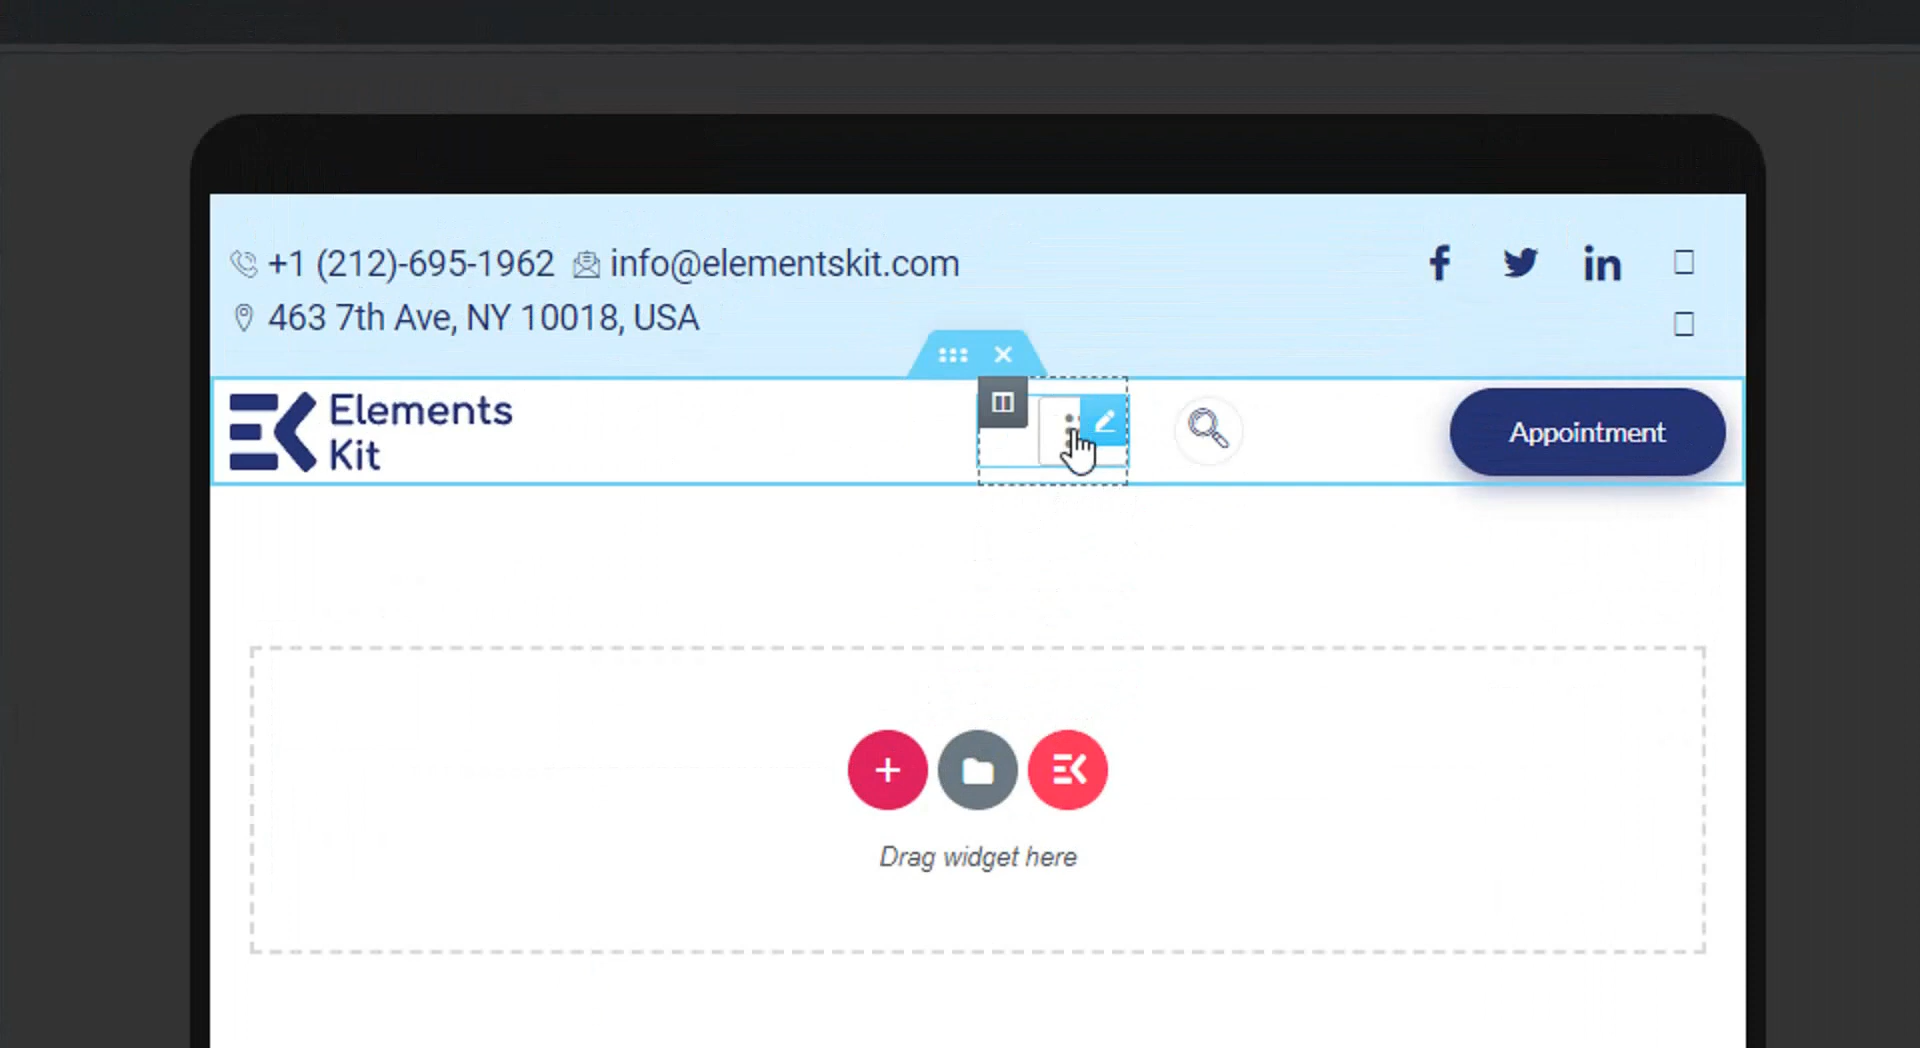 +1 (212)-695-1962 info@elementskit.com
463 7th Ave, NY 10018, USA
Elements
Kit
Appointment
Drag widget here